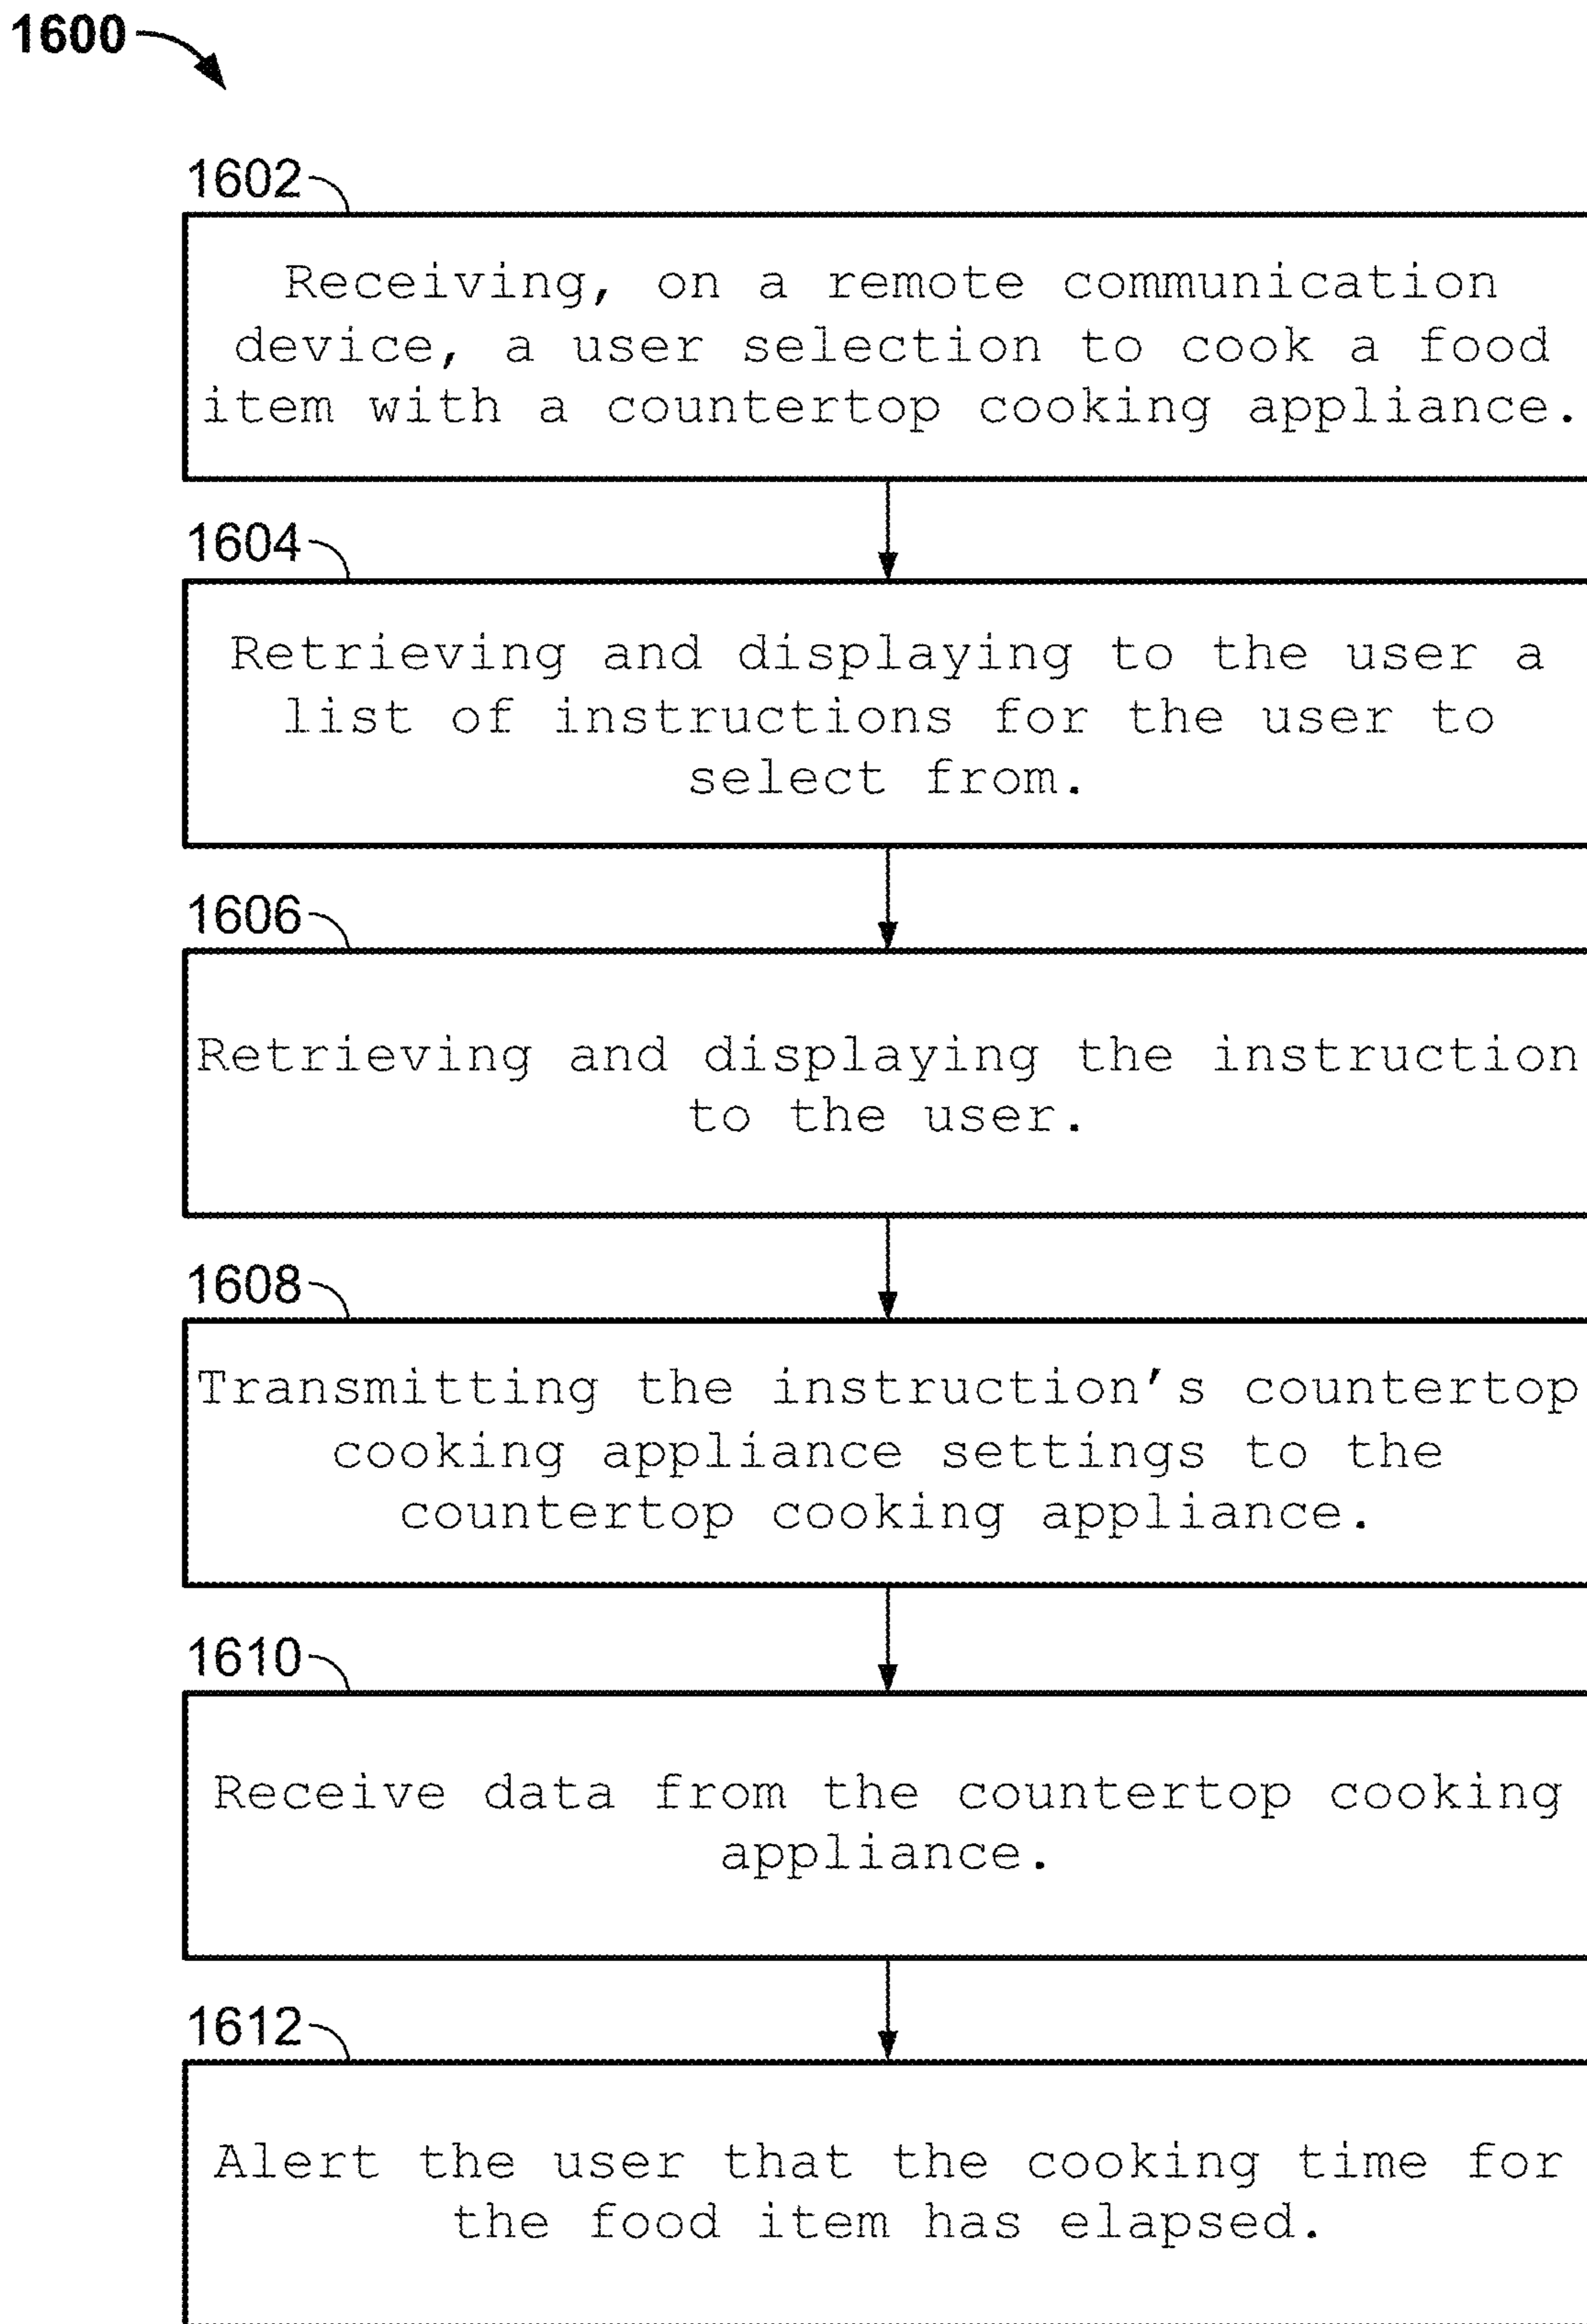 1600
1602
Receiving, on a remote communication
device, a user selection to cook a food
item with a countertop cooking appliance.
1604
Retrieving and displaying to the user a
list of instructions for the user to
select from.
1606
Retrieving and displaying the instruction
to the user.
1608
Transmitting the instruction's countertop
cooking appliance settings to the
countertop cooking appliance.
1610
Receive data from the countertop cooking
appliance.
1612
Alert the user that the cooking time for
the food item has elapsed.